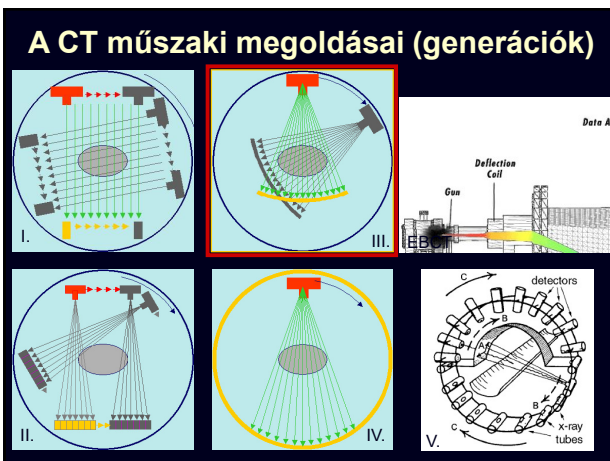 A CT műszaki megoldásai (generációk)
I.
III.
Data A
Deflection
Coil
Gun
EBCT
II.
IV.
C
detectors
B
A
B
x-ray
tubes
C
V.